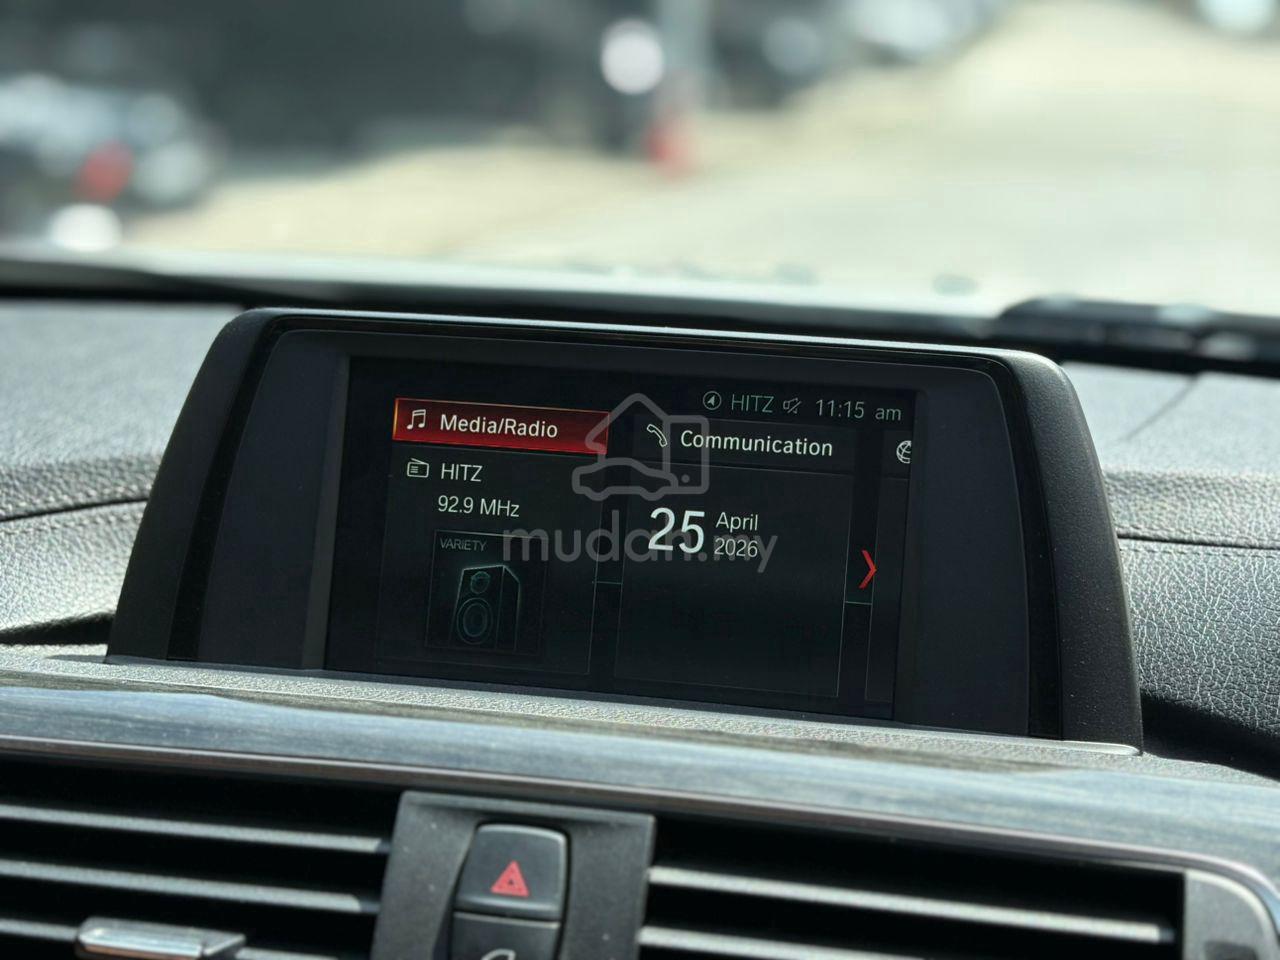 HITZ 11:15 am
Media/Radio
Communication
HITZ
92.9 MHz
VARIETY
25 April
2026
mudah.my